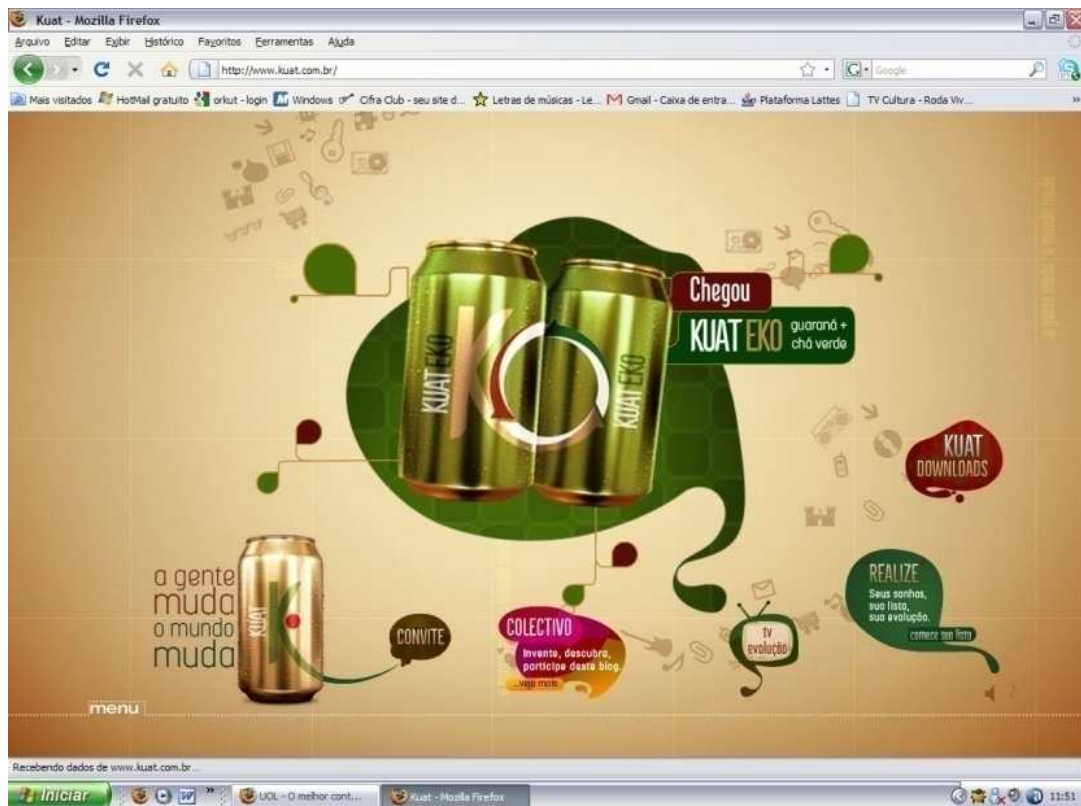 Kuat - Mozilla Firefox
Arquivo Editar Exibir Histórico Favoritos Ferramentas Ajuda
http://www.kuat.com.br/
Google
Mais visitados HotMail gratuito orkut - login Windows Cifra Club - seu site d... Letras de músicas - Le... Gmail - Caixa de entra... Plataforma Lattes TV Cultura - Roda Viv...
Chegou
KUAT EKO
guaraná +
chá verde
KUAT EKO
KUAT EKO
KUAT
DOWNLOADS
a gente
muda
o mundo
muda
KUAT
CONVITE
COLECTIVO
Invente, descubra,
participe deste blog.
...veja mais
tv
evolução
REALIZE
Seus sonhos,
sua lista,
sua evolução.
comece sua lista
menu
Recebendo dados de www.kuat.com.br...
Iniciar
UOL - O melhor cont...
Kuat - Mozilla Firefox
11:51